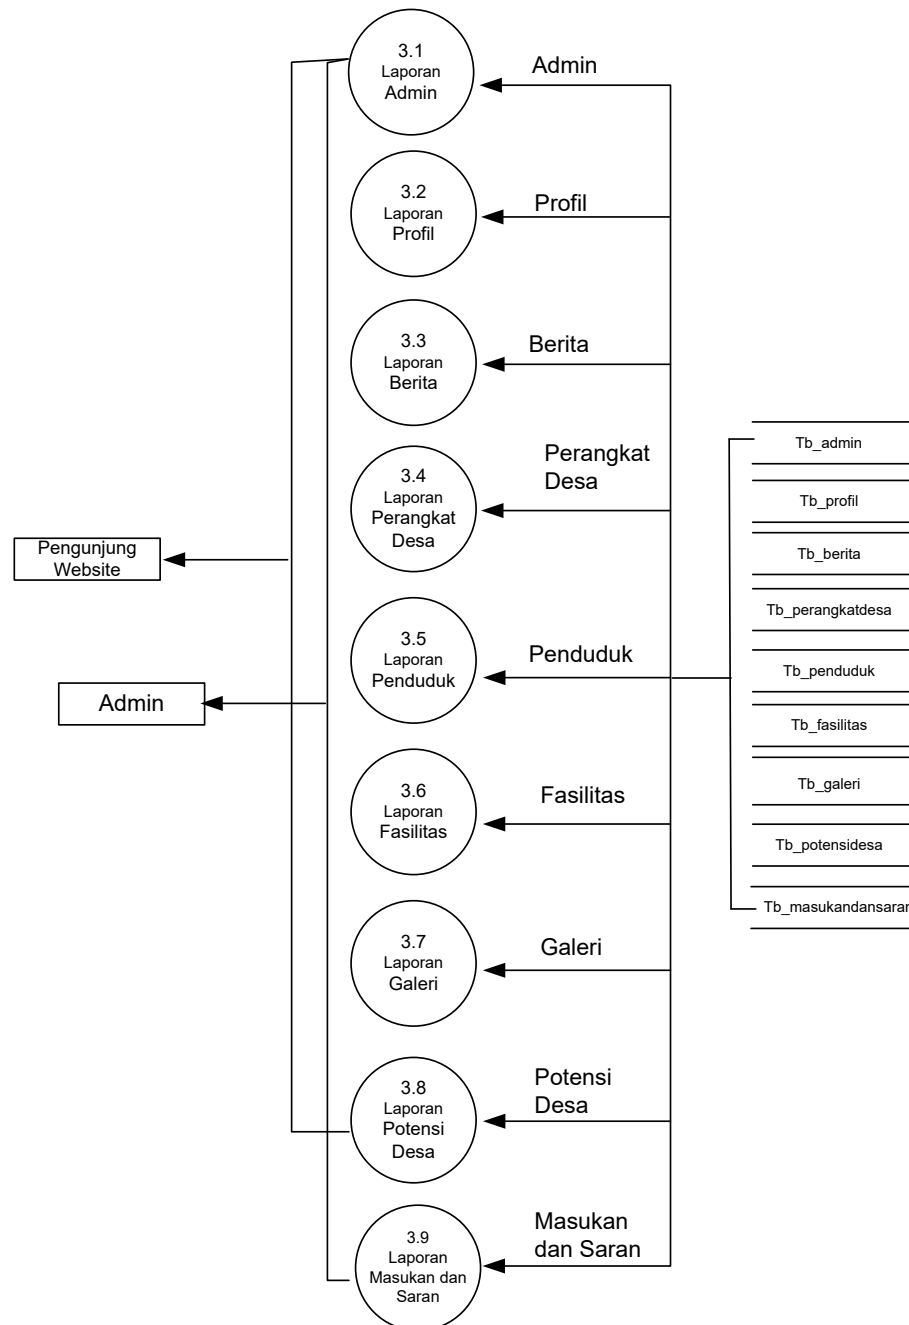 3.1
Laporan
Admin
Admin
3.2
Laporan
Profil
Profil
3.3
Laporan
Berita
Berita
3.4
Laporan
Perangkat
Desa
Perangkat
Desa
3.5
Laporan
Penduduk
Penduduk
3.6
Laporan
Fasilitas
Fasilitas
3.7
Laporan
Galeri
Galeri
3.8
Laporan
Potensi
Desa
Potensi
Desa
3.9
Laporan
Masukan dan
Saran
Masukan
dan Saran
Pengunjung
Website
Admin
Tb_admin
Tb_profil
Tb_berita
Tb_perangkatdesa
Tb_penduduk
Tb_fasilitas
Tb_galeri
Tb_potensidesa
Tb_masukandansaran